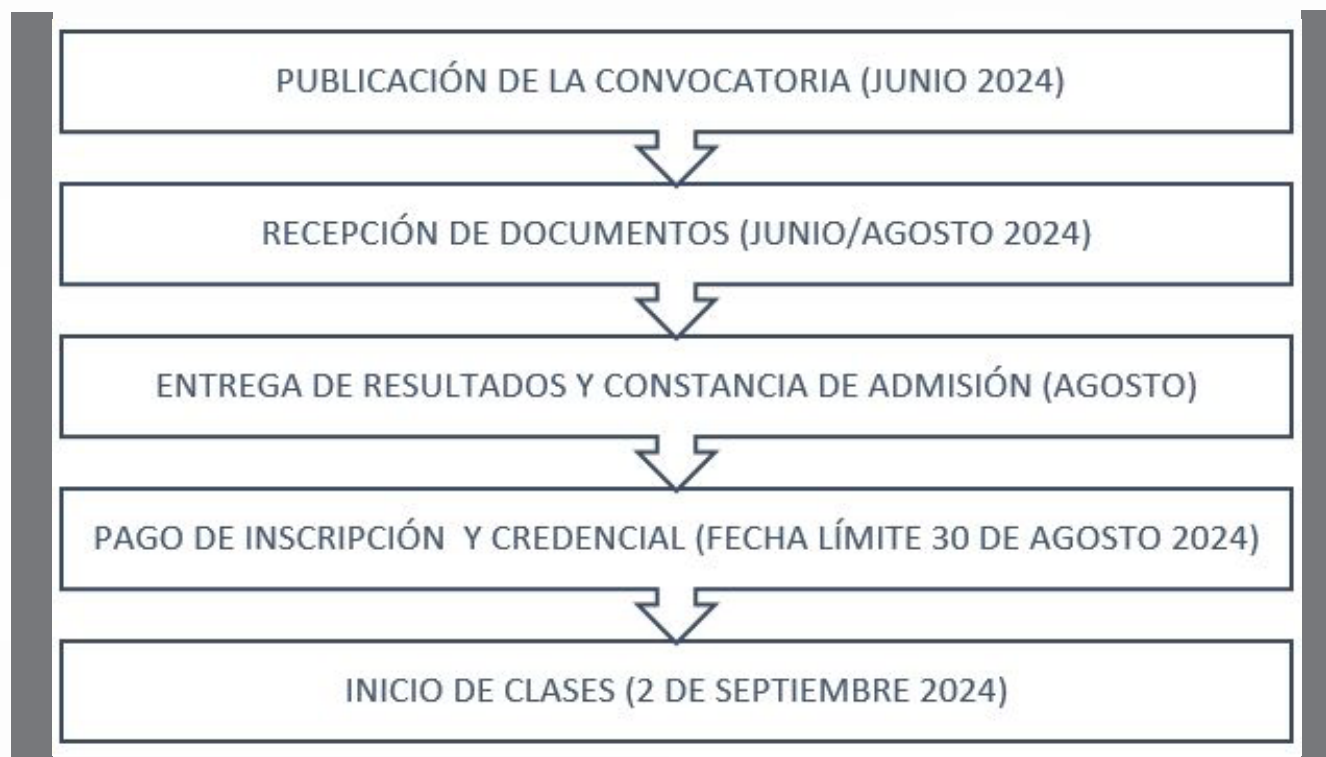 PUBLICACIÓN DE LA CONVOCATORIA (JUNIO 2024)
RECEPCIÓN DE DOCUMENTOS (JUNIO/AGOSTO 2024)
ENTREGA DE RESULTADOS Y CONSTANCIA DE ADMISIÓN (AGOSTO)
PAGO DE INSCRIPCIÓN  Y CREDENCIAL (FECHA LÍMITE 30 DE AGOSTO 2024)
INICIO DE CLASES (2 DE SEPTIEMBRE 2024)